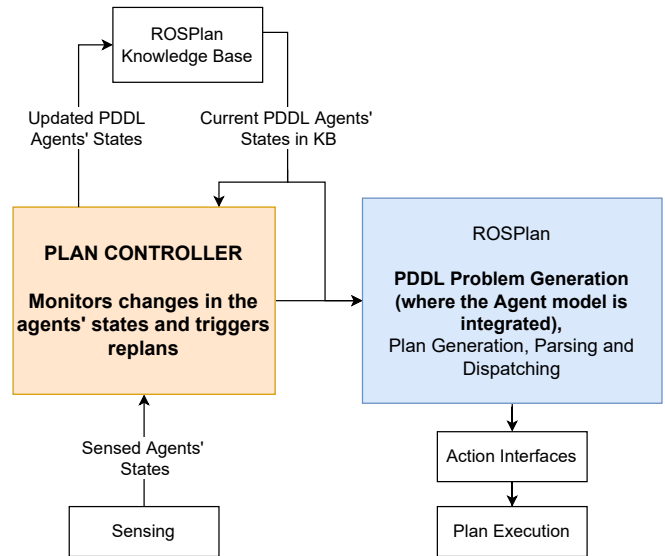 ROSPlan
Knowledge Base
Updated PDDL
Agents' States
Current PDDL Agents'
States in KB
PLAN CONTROLLER
Monitors changes in the
agents' states and triggers
replans
ROSPlan
PDDL Problem Generation
(where the Agent model is
integrated),
Plan Generation, Parsing and
Dispatching
Sensed Agents'
States
Sensing
Action Interfaces
Plan Execution